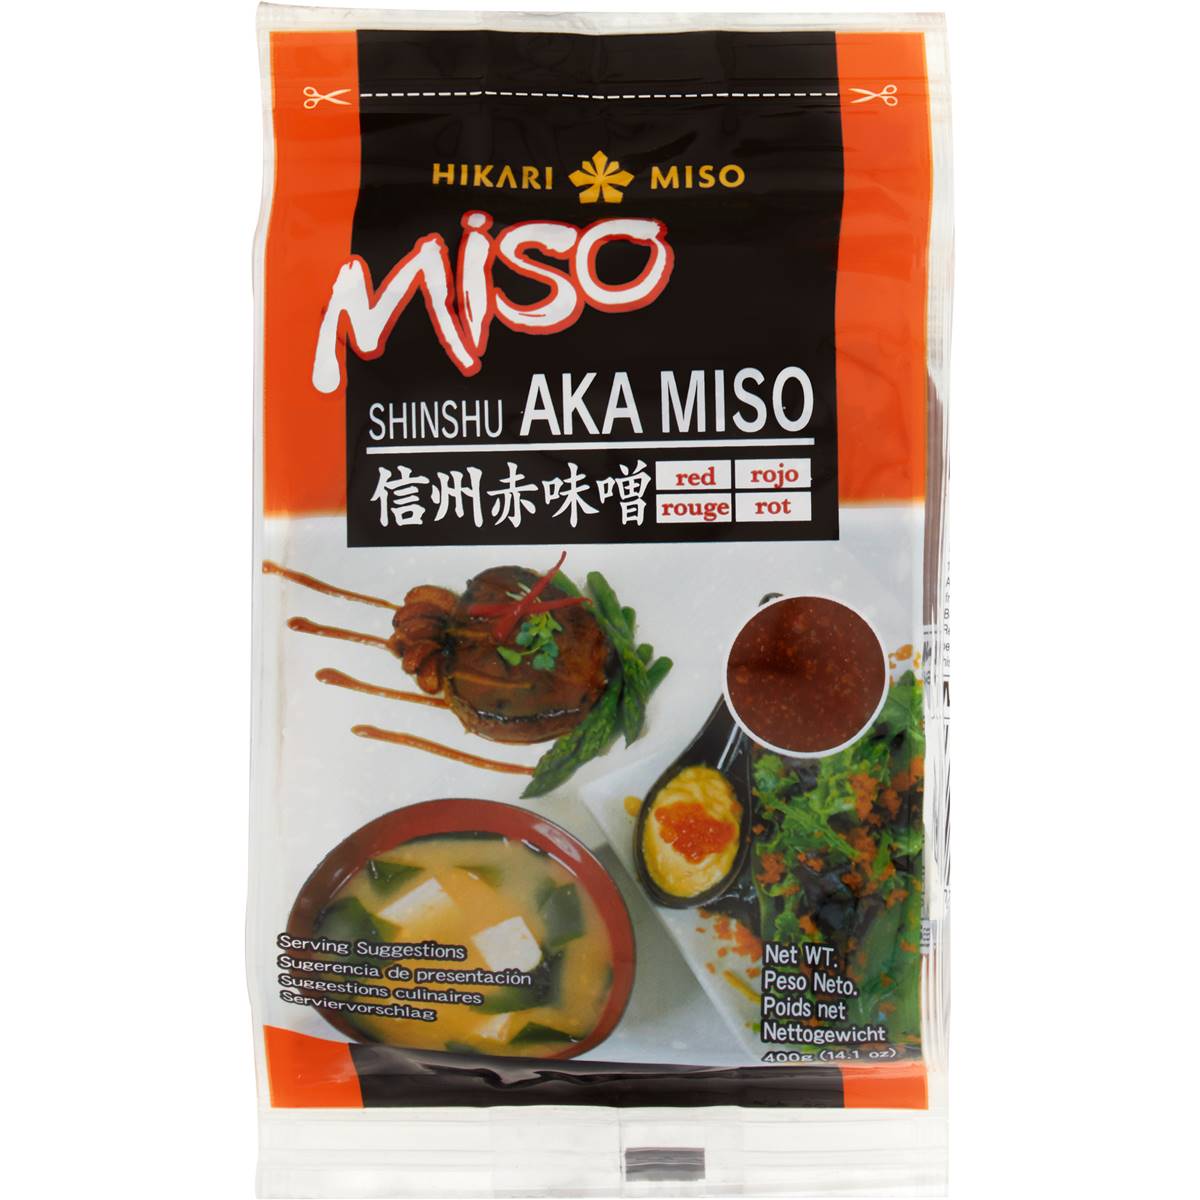 HIKARI MISO
miso
SHINSHU AKA MISO
信州赤味噌
red rojo
rouge rot
Serving Suggestions
Sugerencia de presentación
Suggestions culinaires
Serviervorschlag
Net WT.
Peso Neto.
Poids net
Nettogewicht
400g (14.1 oz)